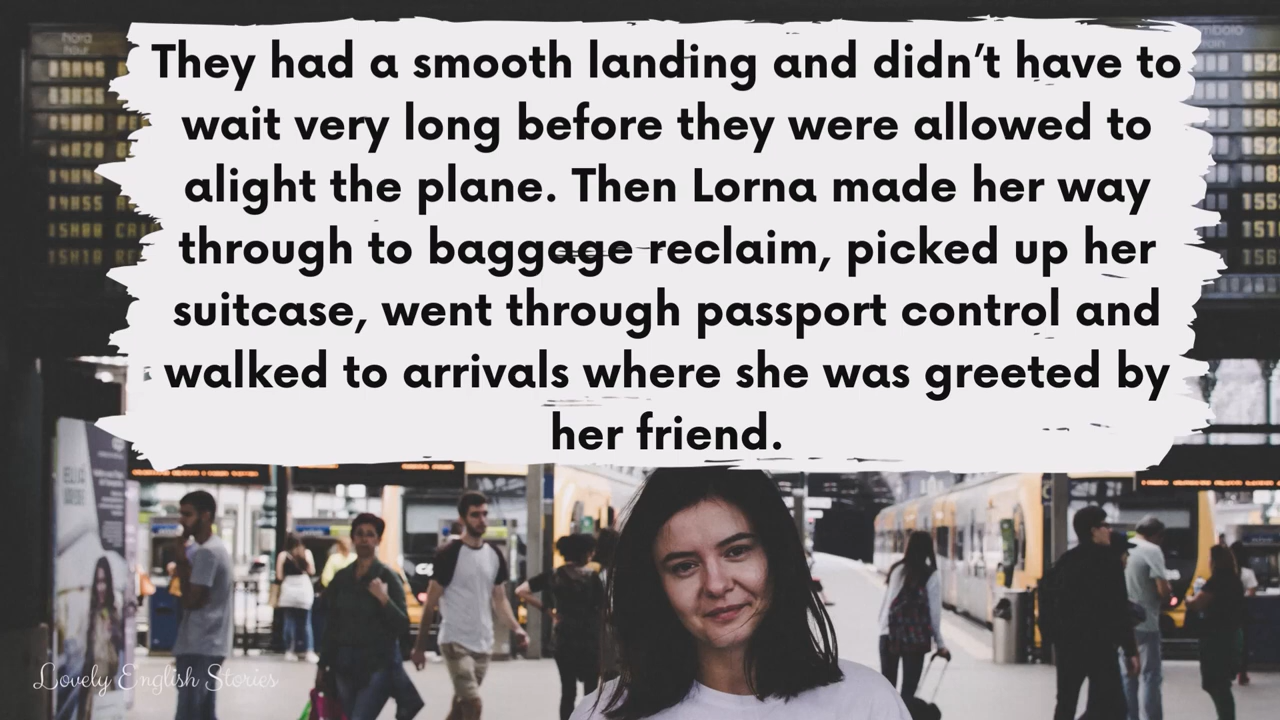 They had a smooth landing and didn’t have to
wait very long before they were allowed to
alight the plane. Then Lorna made her way
through to baggage reclaim, picked up her
suitcase, went through passport control and
walked to arrivals where she was greeted by
her friend.
hora
hour
Lovely English Stories